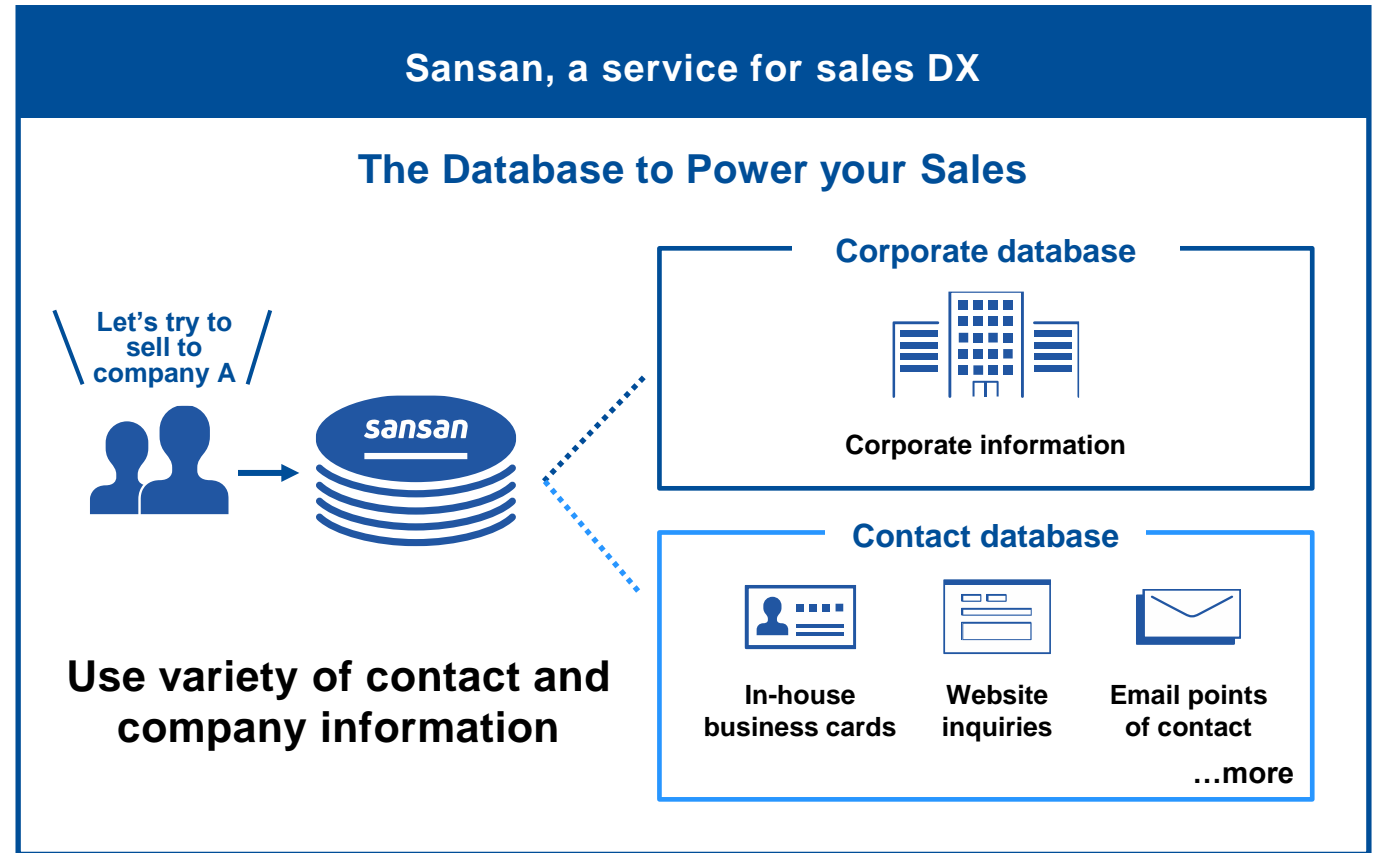 Sansan, a service for sales DX
The Database to Power your Sales
Let’s try to
sell to
company A
sansan
Use variety of contact and
company information
Corporate database
Corporate information
Contact database
In-house
business cards
Website
inquiries
Email points
of contact
…more